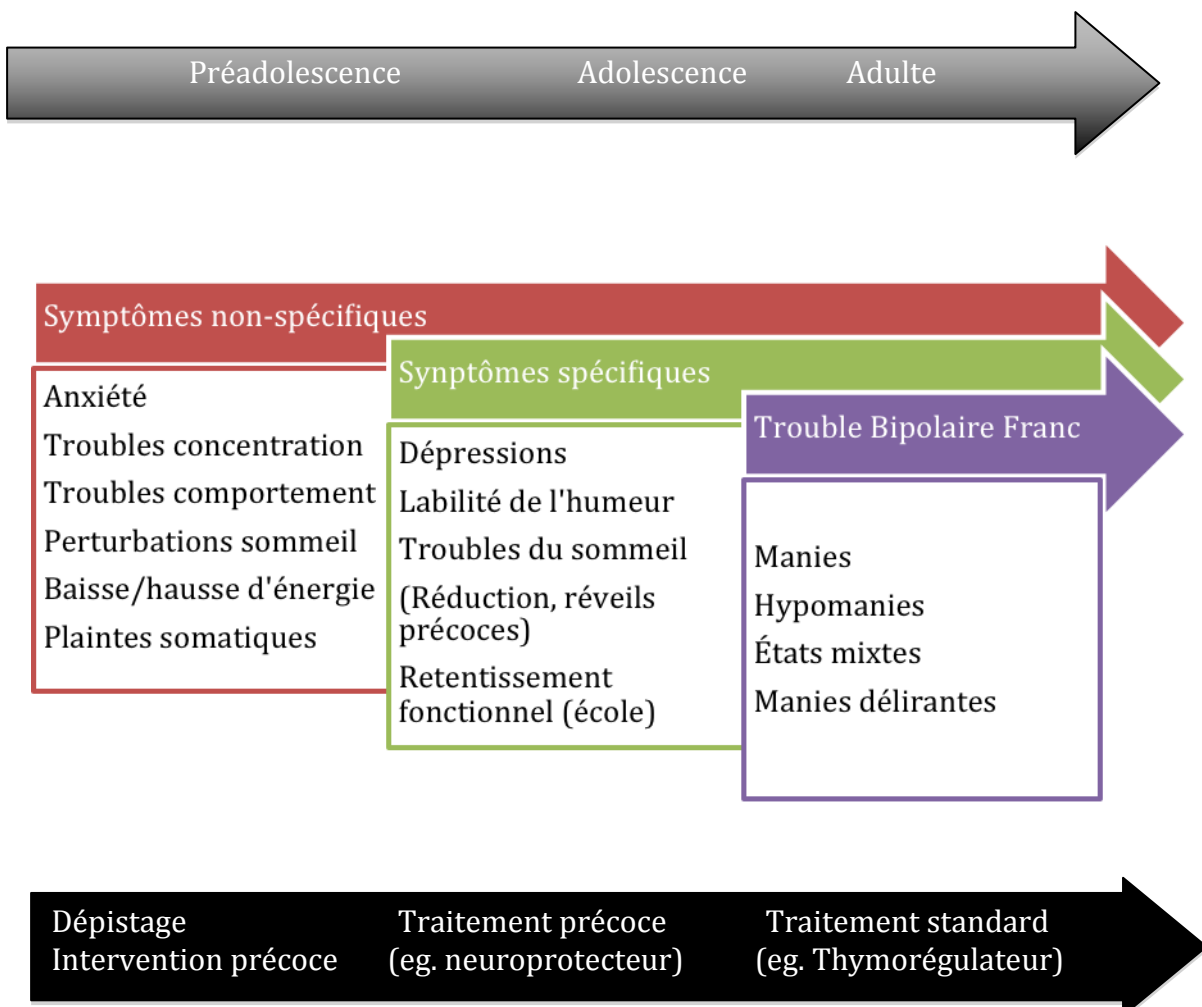 Préadolescence Adolescence Adulte
Symptômes non-spécifiques
Anxiété
Troubles concentration
Troubles comportement
Perturbations sommeil
Baisse/hausse d'énergie
Plaintes somatiques
Synptômes spécifiques
Dépressions
Labilité de l'humeur
Troubles du sommeil
(Réduction, réveils
précoces)
Retentissement
fonctionnel (école)
Trouble Bipolaire Franc
Manies
Hypomanies
États mixtes
Manies délirantes
Dépistage
Intervention précoce
Traitement précoce
(eg. neuroprotecteur)
Traitement standard
(eg. Thymorégulateur)